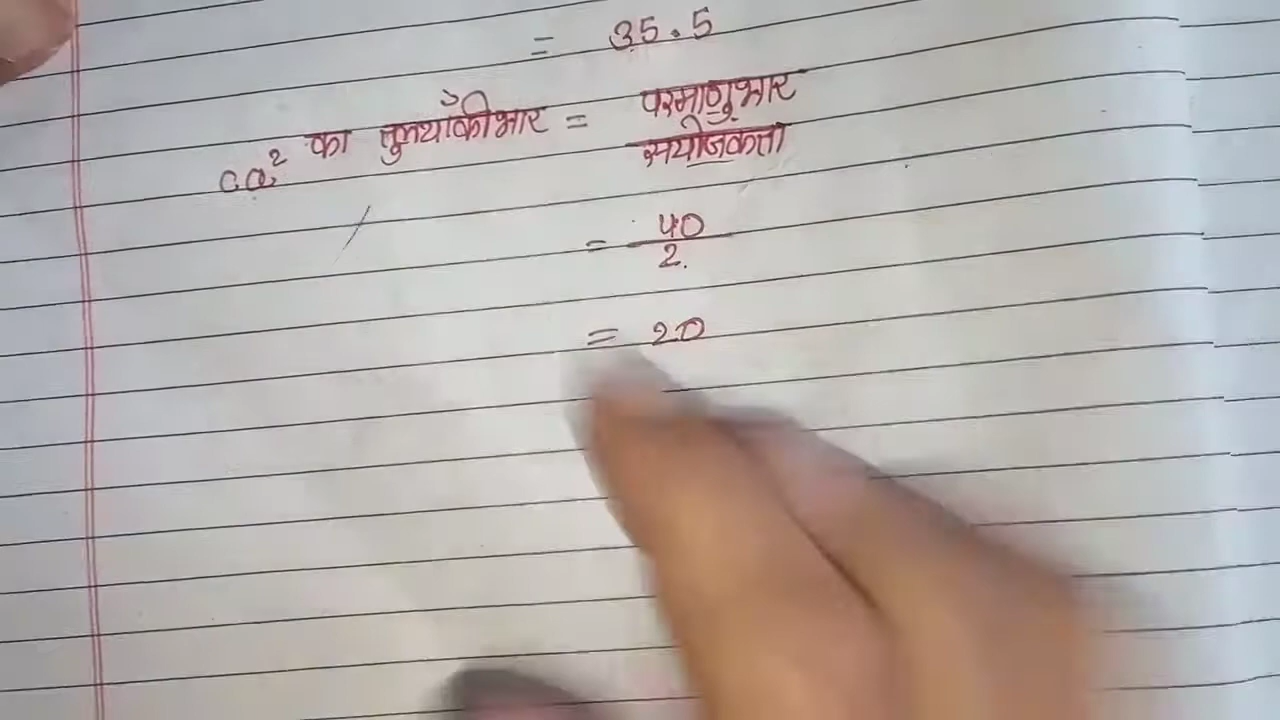 = 35.5
Ca² का तुल्याँकीभार = परमाणुभार / संयोजकता
= 40 / 2
= 20